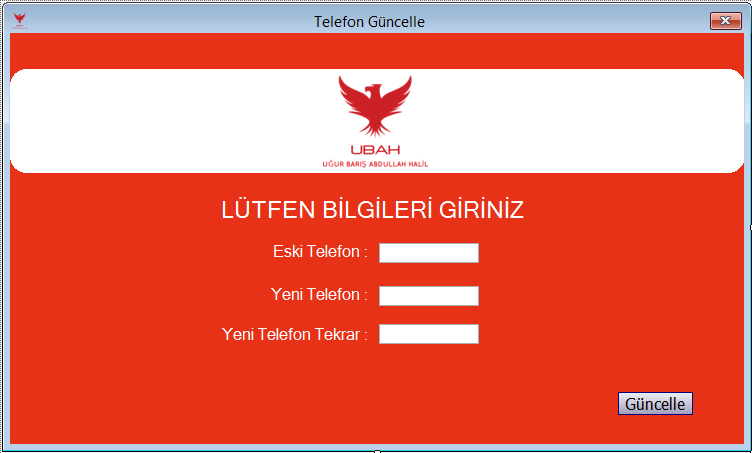 Telefon Güncelle
UBAH
UĞUR BARIŞ ABDULLAH HALİL
LÜTFEN BİLGİLERİ GİRİNİZ
Eski Telefon :
Yeni Telefon :
Yeni Telefon Tekrar :
Güncelle